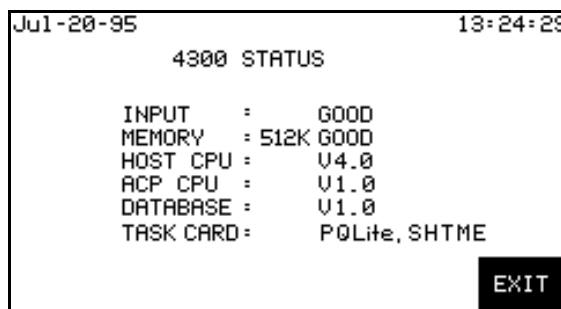 Jul-20-95 13:24:29
4300 STATUS
INPUT : GOOD
MEMORY : 512K GOOD
HOST CPU : V4.0
ACP CPU : V1.0
DATABASE : V1.0
TASK CARD : PQLite, SHTME
EXIT